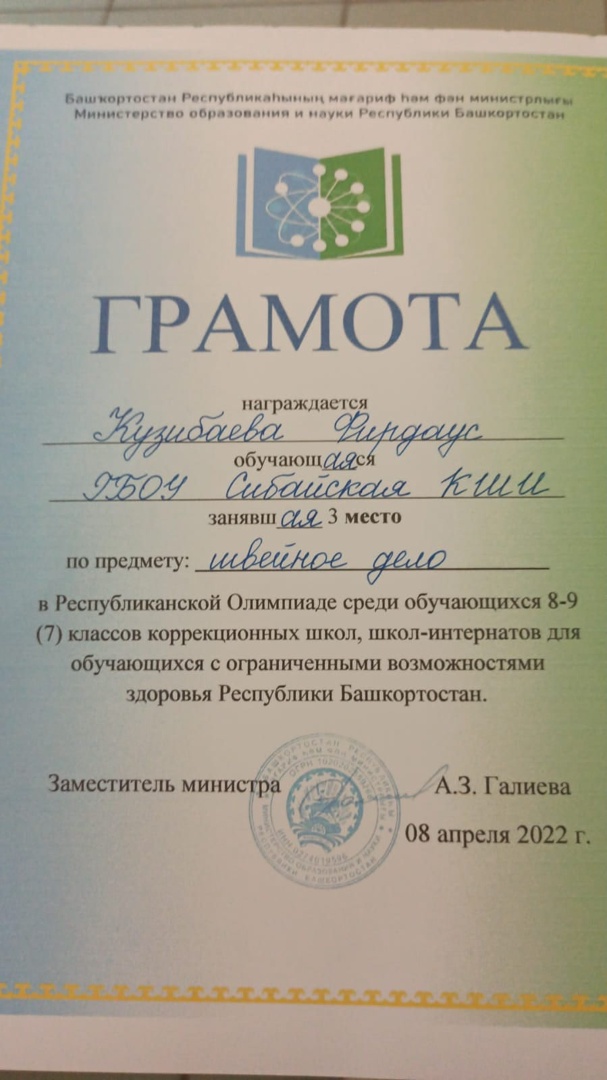 Башҡортостан Республикаһының мәғариф һәм фән министрлығы
Министерство образования и науки Республики Башкортостан
ГРАМОТА
награждается
Кузибаева Фирдаус
обучающаяся
ГБОУ Сибайская КШИ
занявшая 3 место
по предмету: швейное дело
в Республиканской Олимпиаде среди обучающихся 8-9
(7) классов коррекционных школ, школ-интернатов для
обучающихся с ограниченными возможностями
здоровья Республики Башкортостан.
Заместитель министра А.З. Галиева
08 апреля 2022 г.